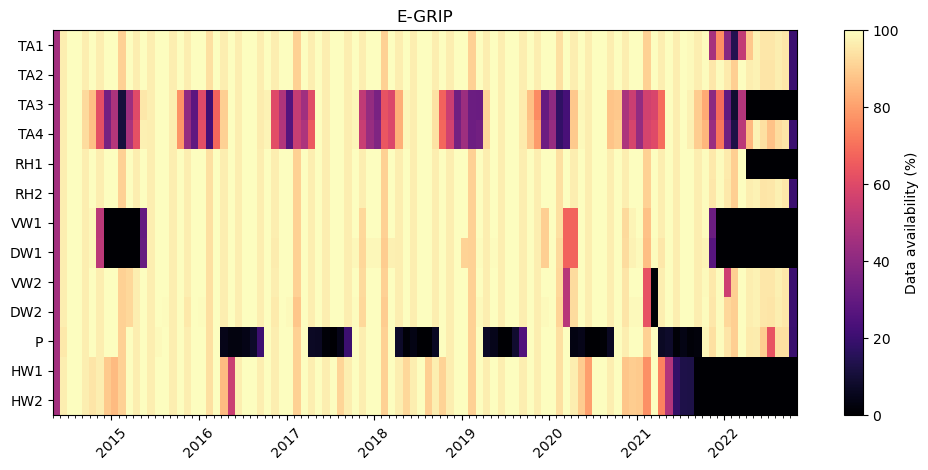 E-GRIP
TA1
TA2
TA3
TA4
RH1
RH2
VW1
DW1
VW2
DW2
P
HW1
HW2
2015
2016
2017
2018
2019
2020
2021
2022
100
80
60
40
20
0
Data availability (%)